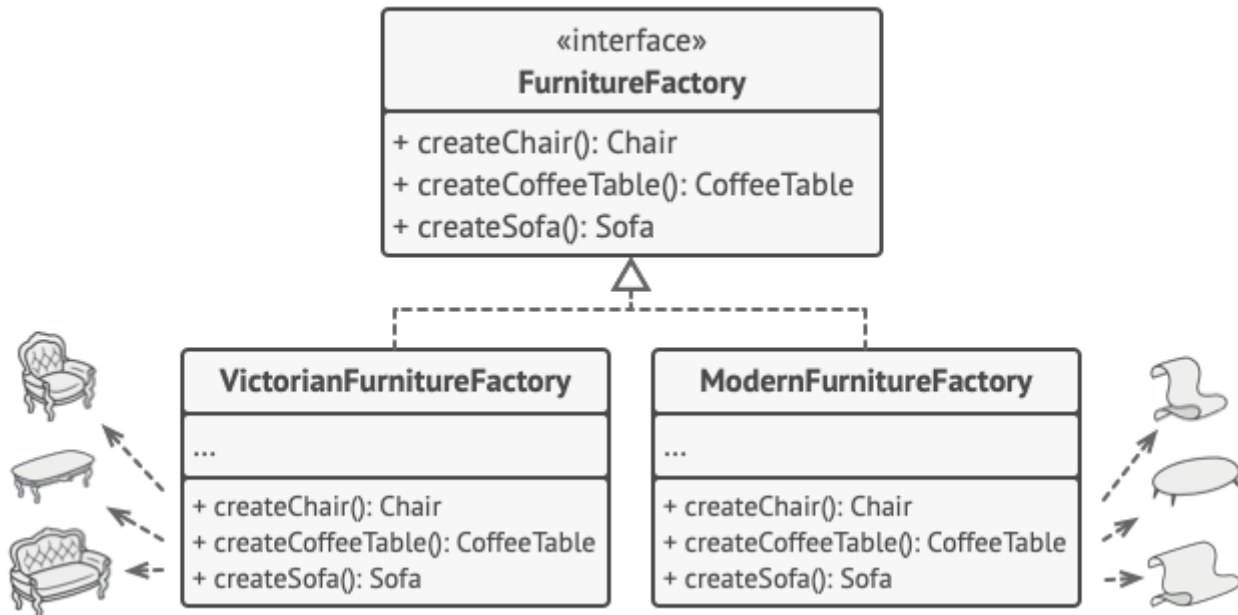 «interface»
FurnitureFactory
+ createChair(): Chair
+ createCoffeeTable(): CoffeeTable
+ createSofa(): Sofa
VictorianFurnitureFactory
...
+ createChair(): Chair
+ createCoffeeTable(): CoffeeTable
+ createSofa(): Sofa
ModernFurnitureFactory
...
+ createChair(): Chair
+ createCoffeeTable(): CoffeeTable
+ createSofa(): Sofa